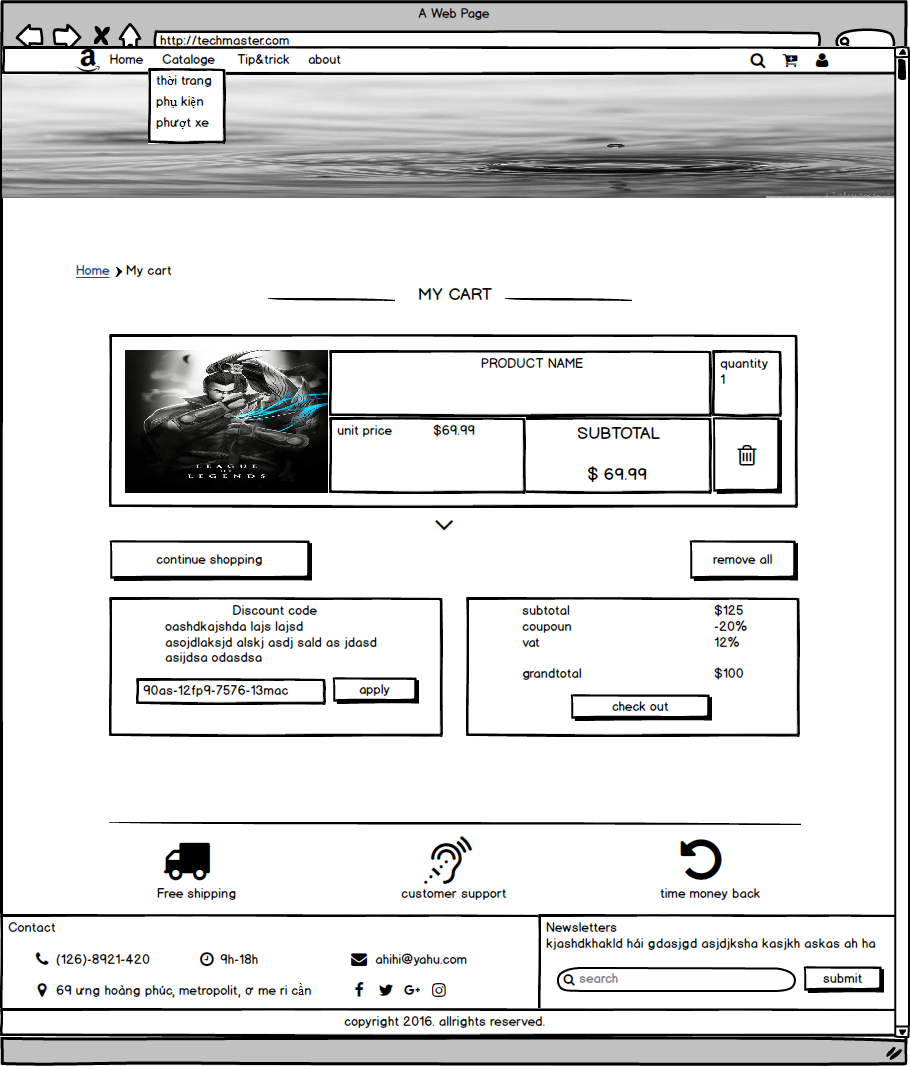 A Web Page
http://techmaster.com
Home Cataloge Tip&trick about
thời trang
phụ kiện
phượt xe
Home My cart
MY CART
PRODUCT NAME
quantity
1
unit price $69.99
SUBTOTAL
$ 69.99
LEAGUE
OF
LEGENDS
continue shopping
remove all
Discount code
oashdkajshda lajs lajsd
asojdlaksjd alskj asdj sald as jdasd
asijdsa odasdsa
90as-12fp9-7576-13mac
apply
subtotal $125
coupoun -20%
vat 12%
grandtotal $100
check out
Free shipping
customer support
time money back
Contact
(126)-8921-420
9h-18h
ahihi@yahu.com
69 ưng hoàng phúc, metropolit, ơ me ri cần
Newsletters
kjashdkhakld hái gdasjgd asjdjksha kasjkh askas ah ha
search
submit
copyright 2016. allrights reserved.